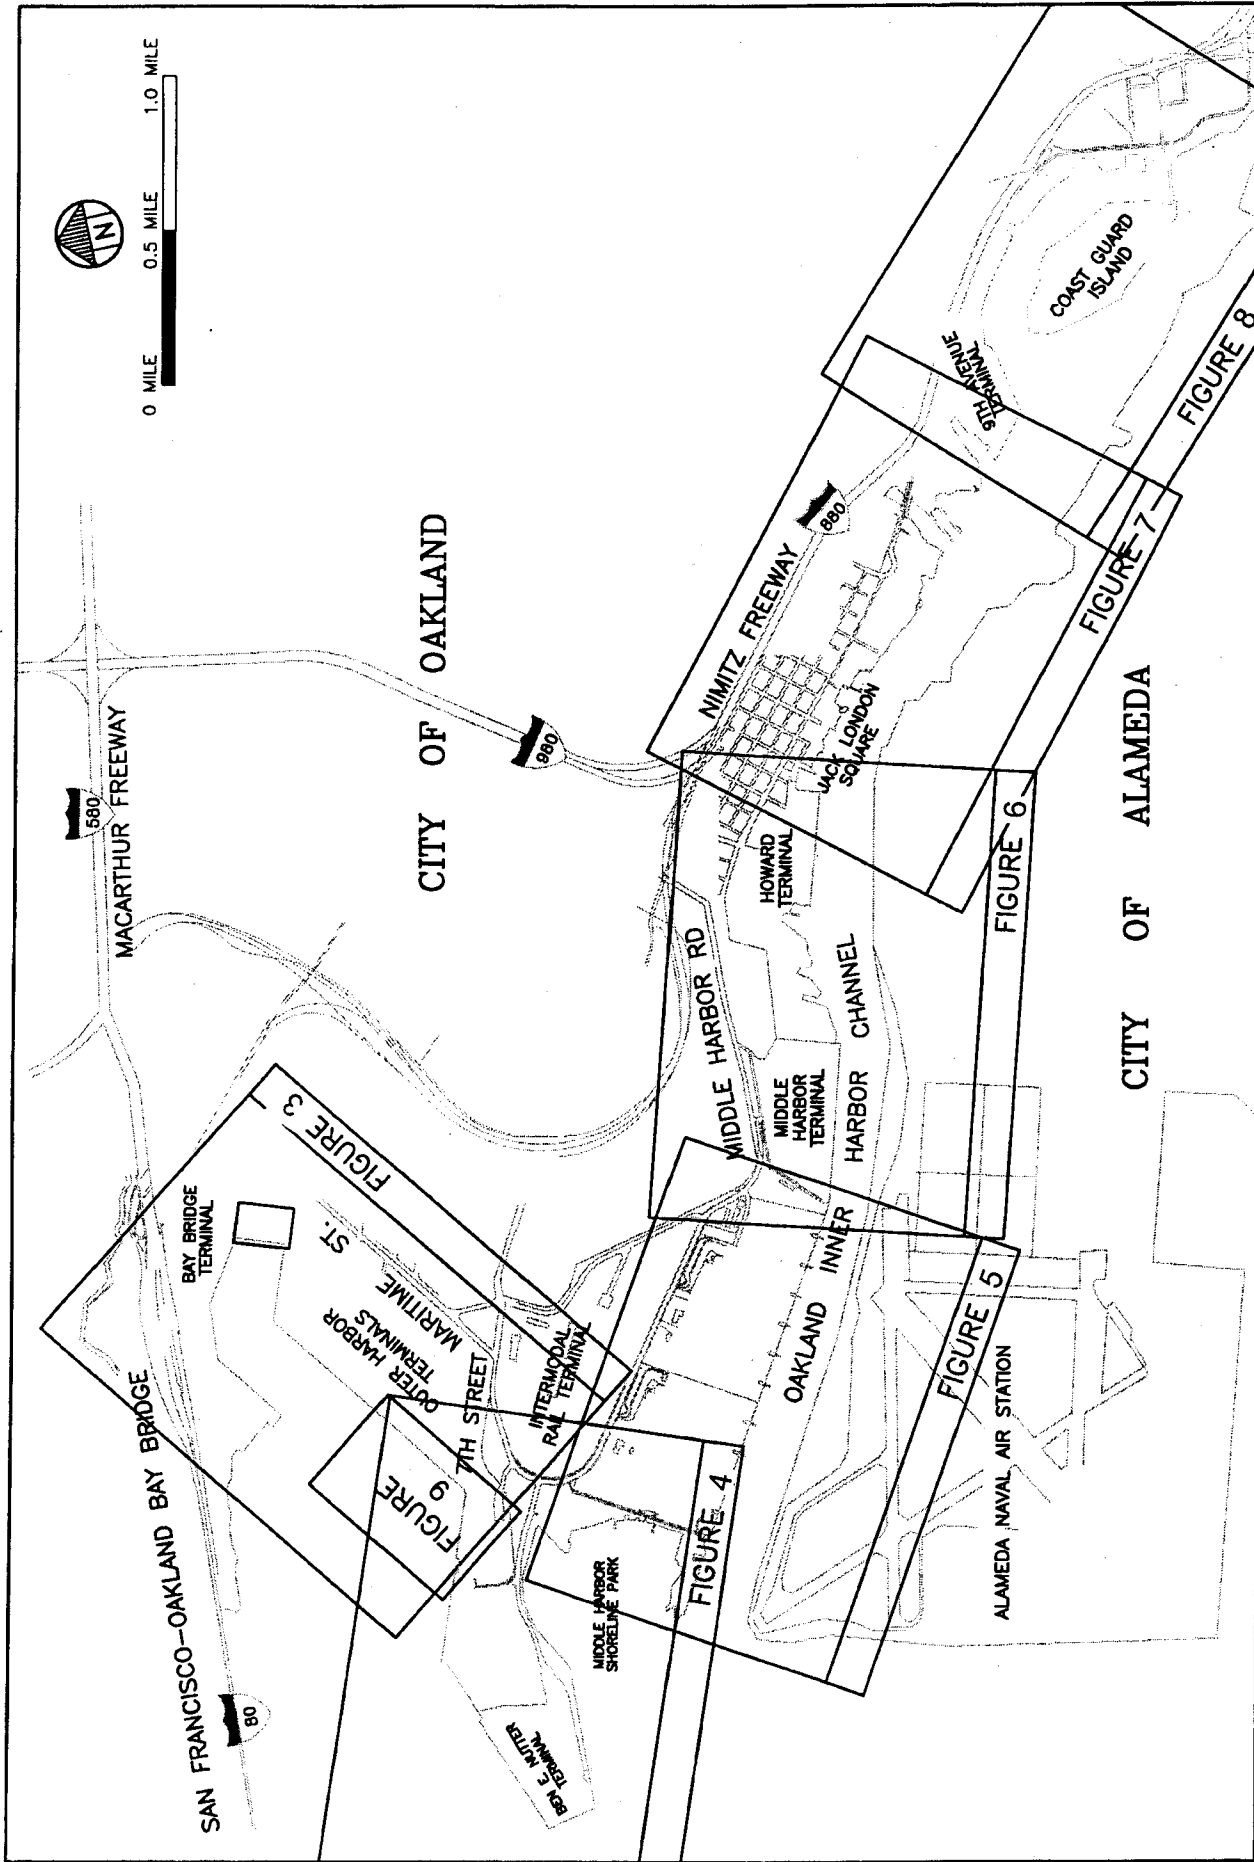 SAN FRANCISCO-OAKLAND BAY BRIDGE
80
MACARTHUR FREEWAY
580
N
0 MILE
0.5 MILE
1.0 MILE
BAY BRIDGE
TERMINAL
FIGURE 3
MARITIME
ST.
OUTER HARBOR
TERMINALS
FIGURE
9
7TH STREET
INTERMODAL
RAIL TERMINAL
CITY OF OAKLAND
980
NIMITZ FREEWAY
880
BEN E. NUTTER
TERMINAL
MIDDLE HARBOR
SHORELINE PARK
FIGURE 4
MIDDLE HARBOR RD
MIDDLE
HARBOR
TERMINAL
HOWARD
TERMINAL
JACK LONDON
SQUARE
9TH AVENUE
TERMINAL
COAST GUARD
ISLAND
OAKLAND INNER HARBOR CHANNEL
FIGURE 5
FIGURE 6
FIGURE 7
FIGURE 8
ALAMEDA NAVAL AIR STATION
CITY OF ALAMEDA